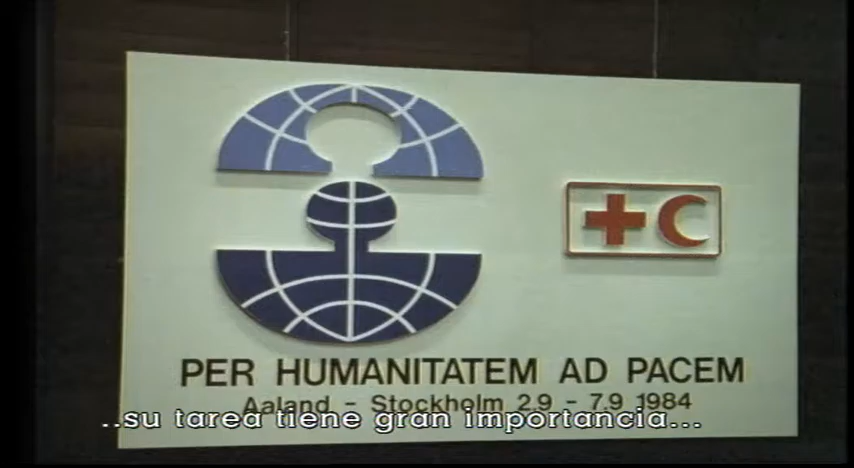 PER HUMANITATEM AD PACEM
Aaland - Stockholm 2.9 - 7.9 1984
..su tarea tiene gran importancia...